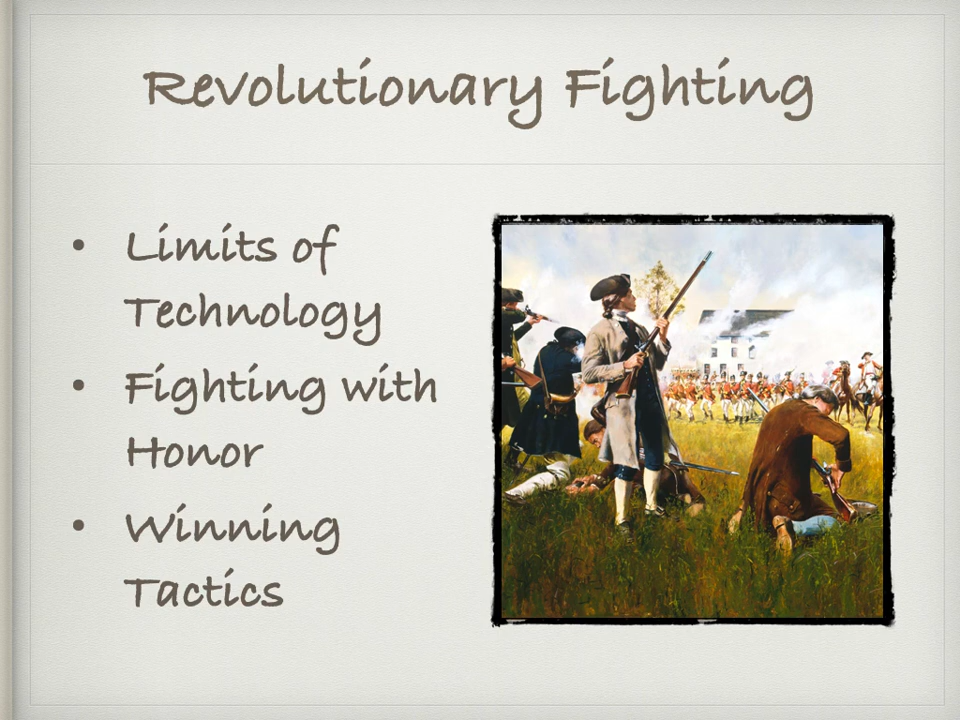 Revolutionary Fighting
• Limits of
Technology
• Fighting with
Honor
• Winning
Tactics